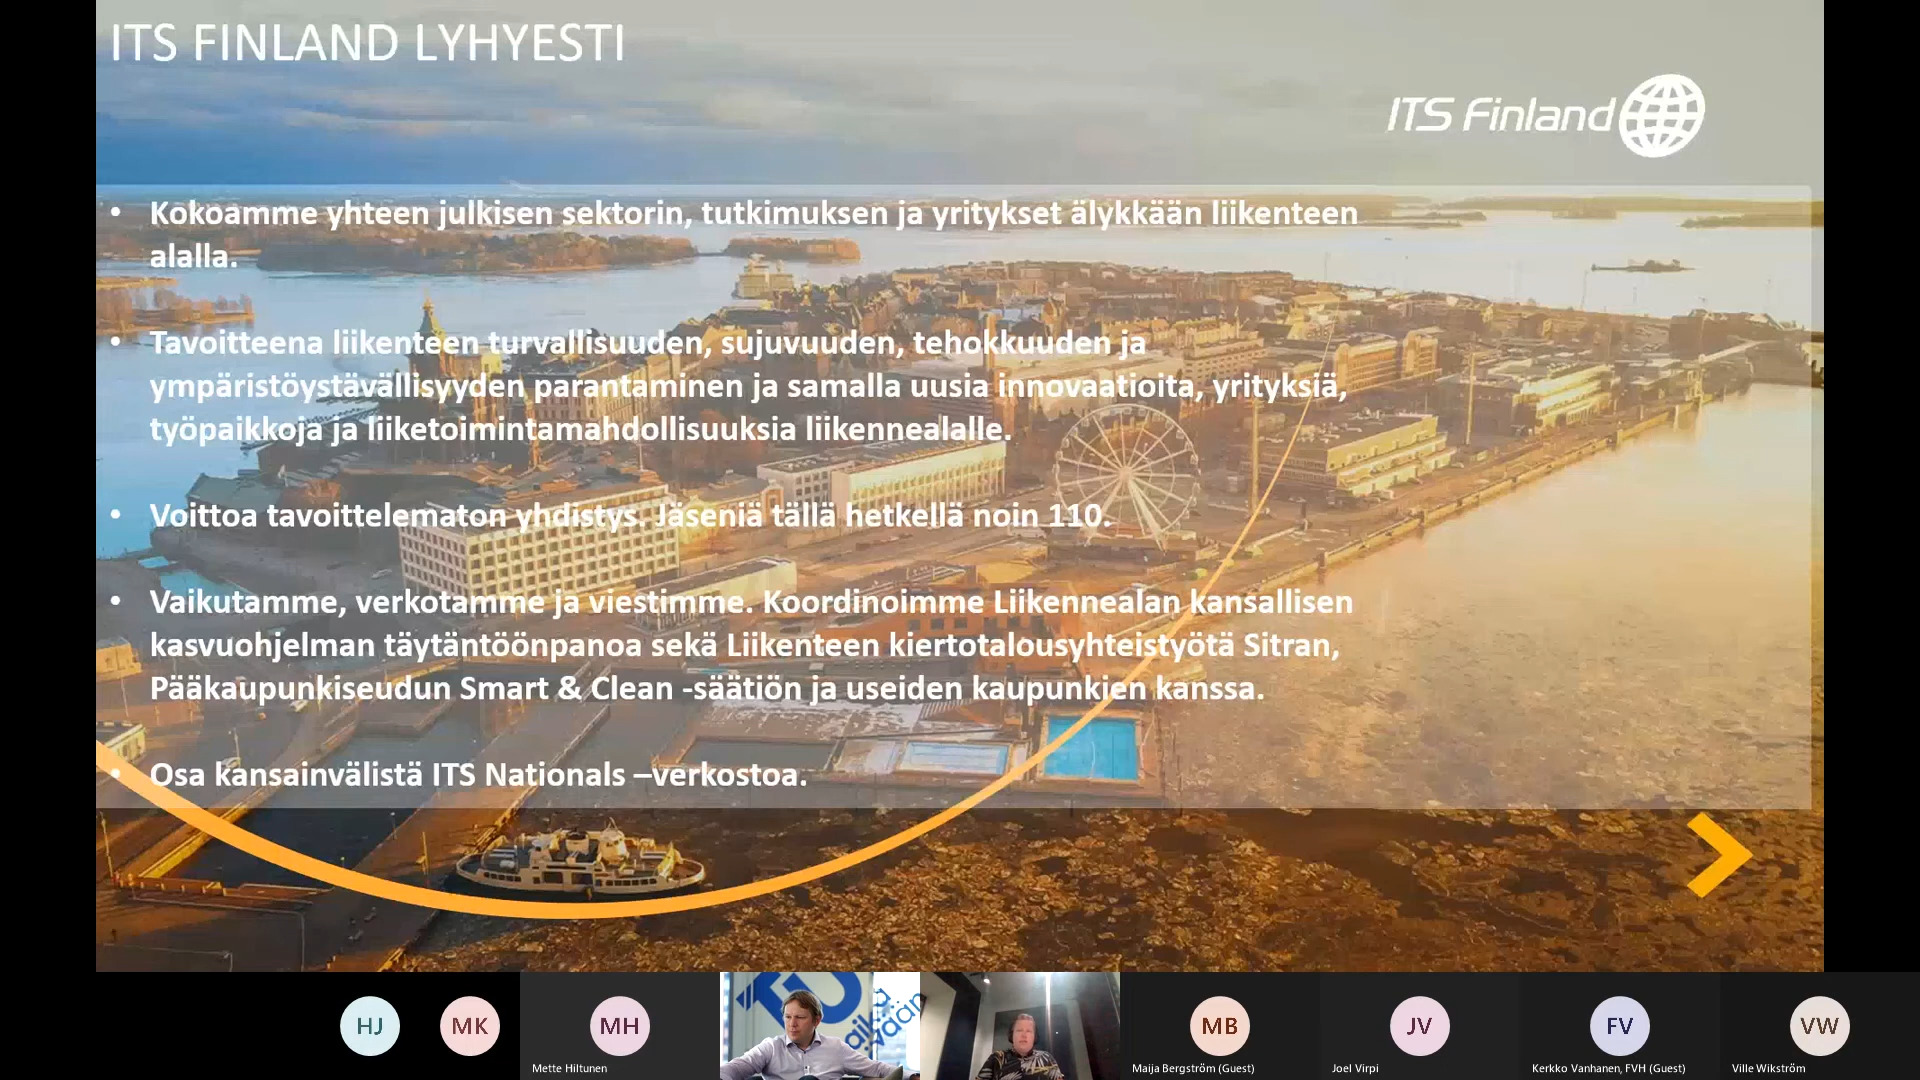 ITS FINLAND LYHYESTI
ITS Finland
• Kokoamme yhteen julkisen sektorin, tutkimuksen ja yritykset älykkään liikenteen
alalla.
• Tavoitteena liikenteen turvallisuuden, sujuvuuden, tehokkuuden ja
ympäristöystävällisyyden parantaminen ja samalla uusia innovaatioita, yrityksiä,
työpaikkoja ja liiketoimintamahdollisuuksia liikennealalle.
• Voittoa tavoittelematon yhdistys. Jäseniä tällä hetkellä noin 110.
• Vaikutamme, verkotamme ja viestimme. Koordinoimme Liikennealan kansallisen
kasvuohjelman täytäntöönpanoa sekä Liikenteen kiertotalousyhteistyötä Sitran,
Pääkaupunkiseudun Smart & Clean -säätiön ja useiden kaupunkien kanssa.
• Osa kansainvälistä ITS Nationals –verkostoa.
HJ
MK
MH
Mette Hiltunen
MB
Maija Bergström (Guest)
JV
Joel Virpi
FV
Kerkko Vanhanen, FVH (Guest)
VW
Ville Wikström